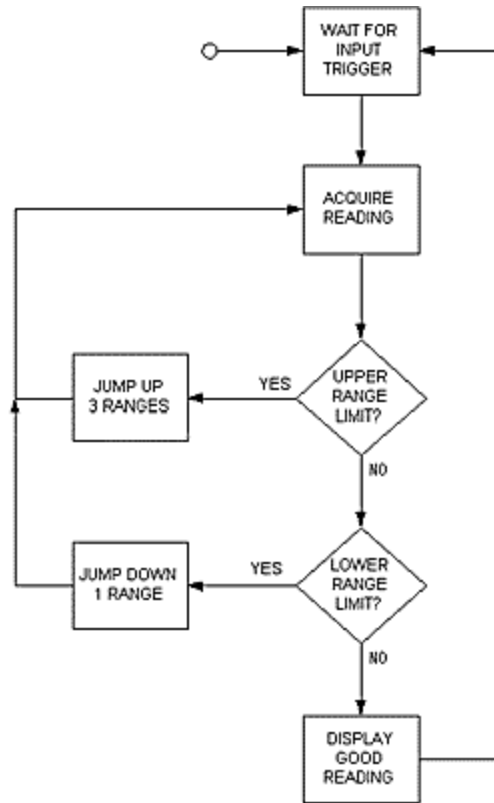 WAIT FOR
INPUT
TRIGGER
ACQUIRE
READING
UPPER
RANGE
LIMIT?
YES
JUMP UP
3 RANGES
NO
LOWER
RANGE
LIMIT?
YES
JUMP DOWN
1 RANGE
NO
DISPLAY
GOOD
READING